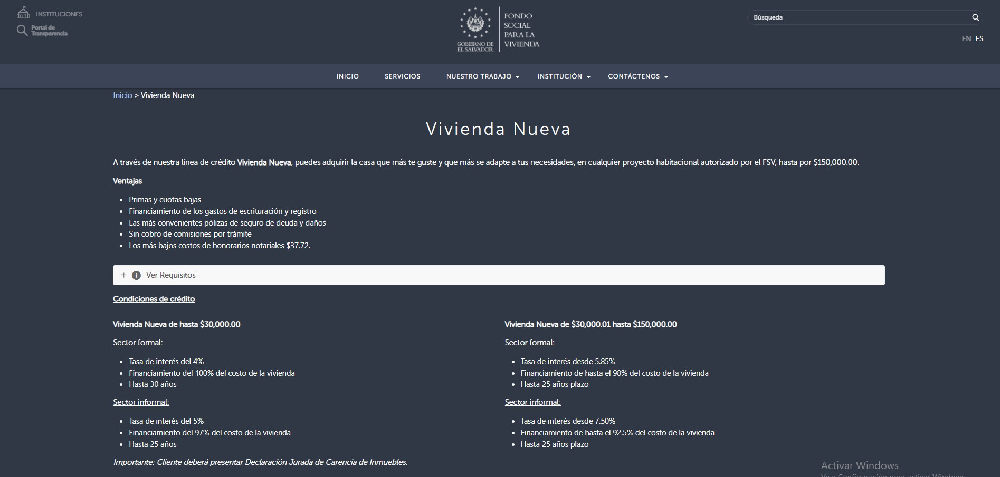 INSTITUCIONES
Portal de
Transparencia
GOBIERNO DE
EL SALVADOR
FONDO
SOCIAL
PARA LA
VIVIENDA
Búsqueda
EN ES
INICIO SERVICIOS NUESTRO TRABAJO INSTITUCIÓN CONTÁCTENOS
Inicio > Vivienda Nueva
Vivienda Nueva
A través de nuestra línea de crédito Vivienda Nueva, puedes adquirir la casa que más te guste y que más se adapte a tus necesidades, en cualquier proyecto habitacional autorizado por el FSV, hasta por $150,000.00.
Ventajas
• Primas y cuotas bajas
• Financiamiento de los gastos de escrituración y registro
• Las más convenientes pólizas de seguro de deuda y daños
• Sin cobro de comisiones por trámite
• Los más bajos costos de honorarios notariales $37.72.
+ Ver Requisitos
Condiciones de crédito
Vivienda Nueva de hasta $30,000.00
Sector formal:
• Tasa de interés del 4%
• Financiamiento del 100% del costo de la vivienda
• Hasta 30 años
Sector informal:
• Tasa de interés del 5%
• Financiamiento del 97% del costo de la vivienda
• Hasta 25 años
Vivienda Nueva de $30,000.01 hasta $150,000.00
Sector formal:
• Tasa de interés desde 5.85%
• Financiamiento de hasta el 98% del costo de la vivienda
• Hasta 25 años plazo
Sector informal:
• Tasa de interés desde 7.50%
• Financiamiento de hasta el 92.5% del costo de la vivienda
• Hasta 25 años plazo
Importante: Cliente deberá presentar Declaración Jurada de Carencia de Inmuebles.
Activar Windows
Ve a Configuración para activar Windows.